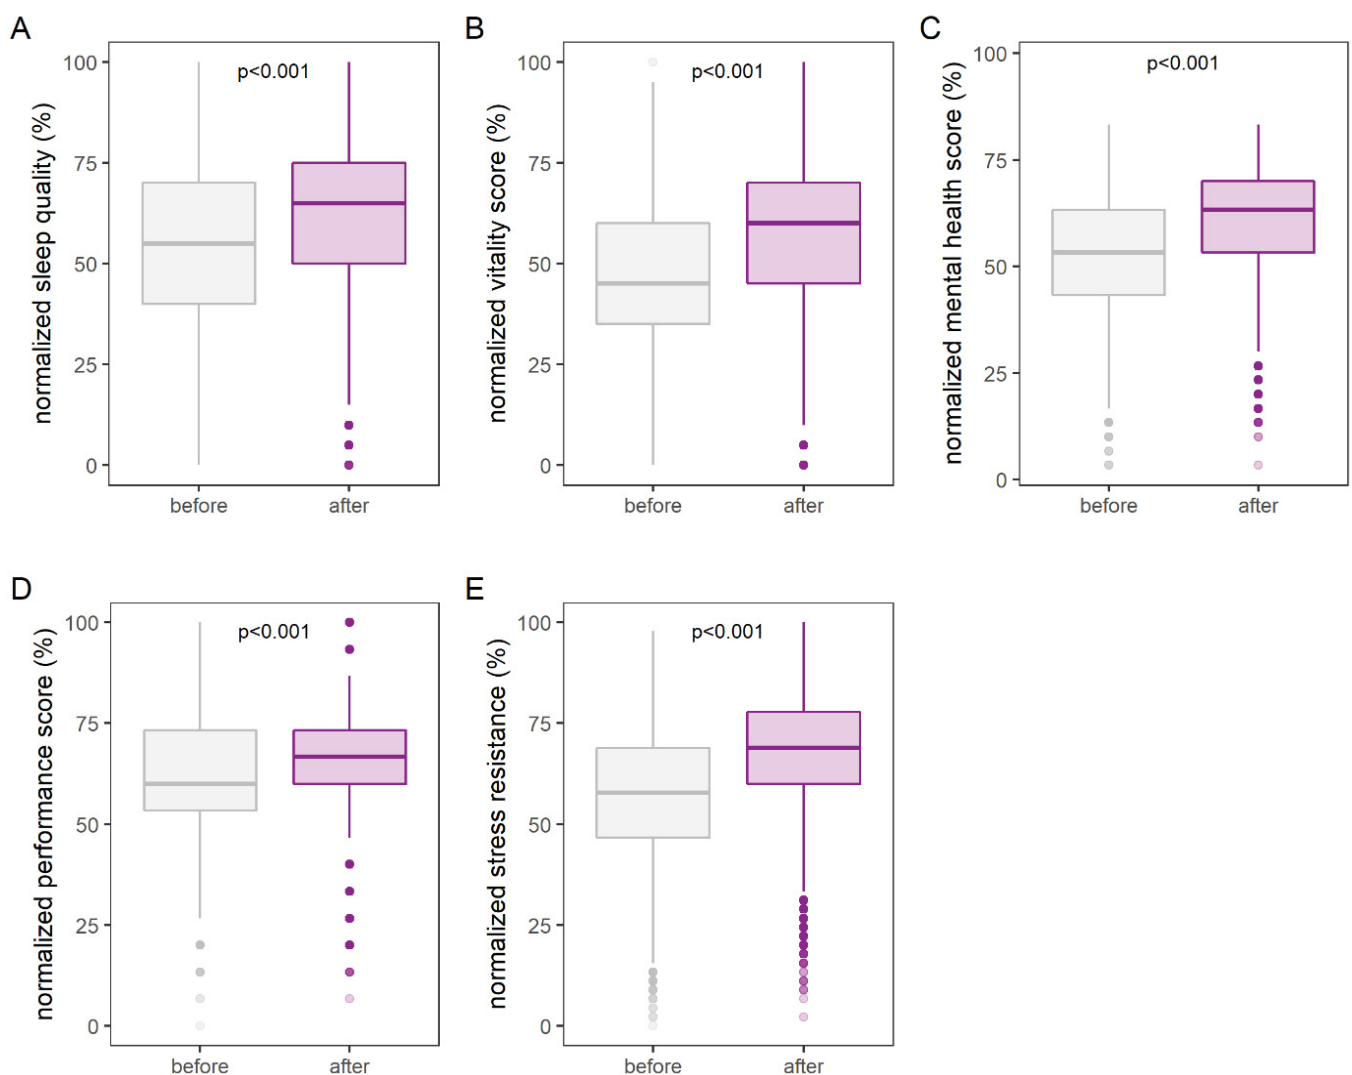 A
normalized sleep quality (%)
100
75
50
25
0
p<0.001
before after
B
normalized vitality score (%)
100
75
50
25
0
p<0.001
before after
C
normalized mental health score (%)
100
75
50
25
0
p<0.001
before after
D
normalized performance score (%)
100
75
50
25
0
p<0.001
before after
E
normalized stress resistance (%)
100
75
50
25
0
p<0.001
before after